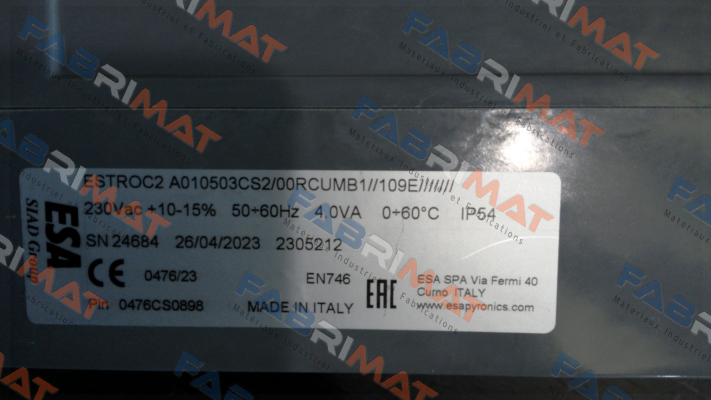 ESTROC2 A010503CS2/00RCUMB1//109E///////
230Vac +10-15% 50÷60Hz 4.0VA 0÷60°C IP54
SN 24684 26/04/2023 2305212
CE 0476/23 EN746
Pin 0476CS0898 MADE IN ITALY
EAC
ESA SPA Via Fermi 40
Curno ITALY
www.esapyronics.com
ESA
SIAD Group
FABRIMAT
Materiaux Industriel et Fabrications